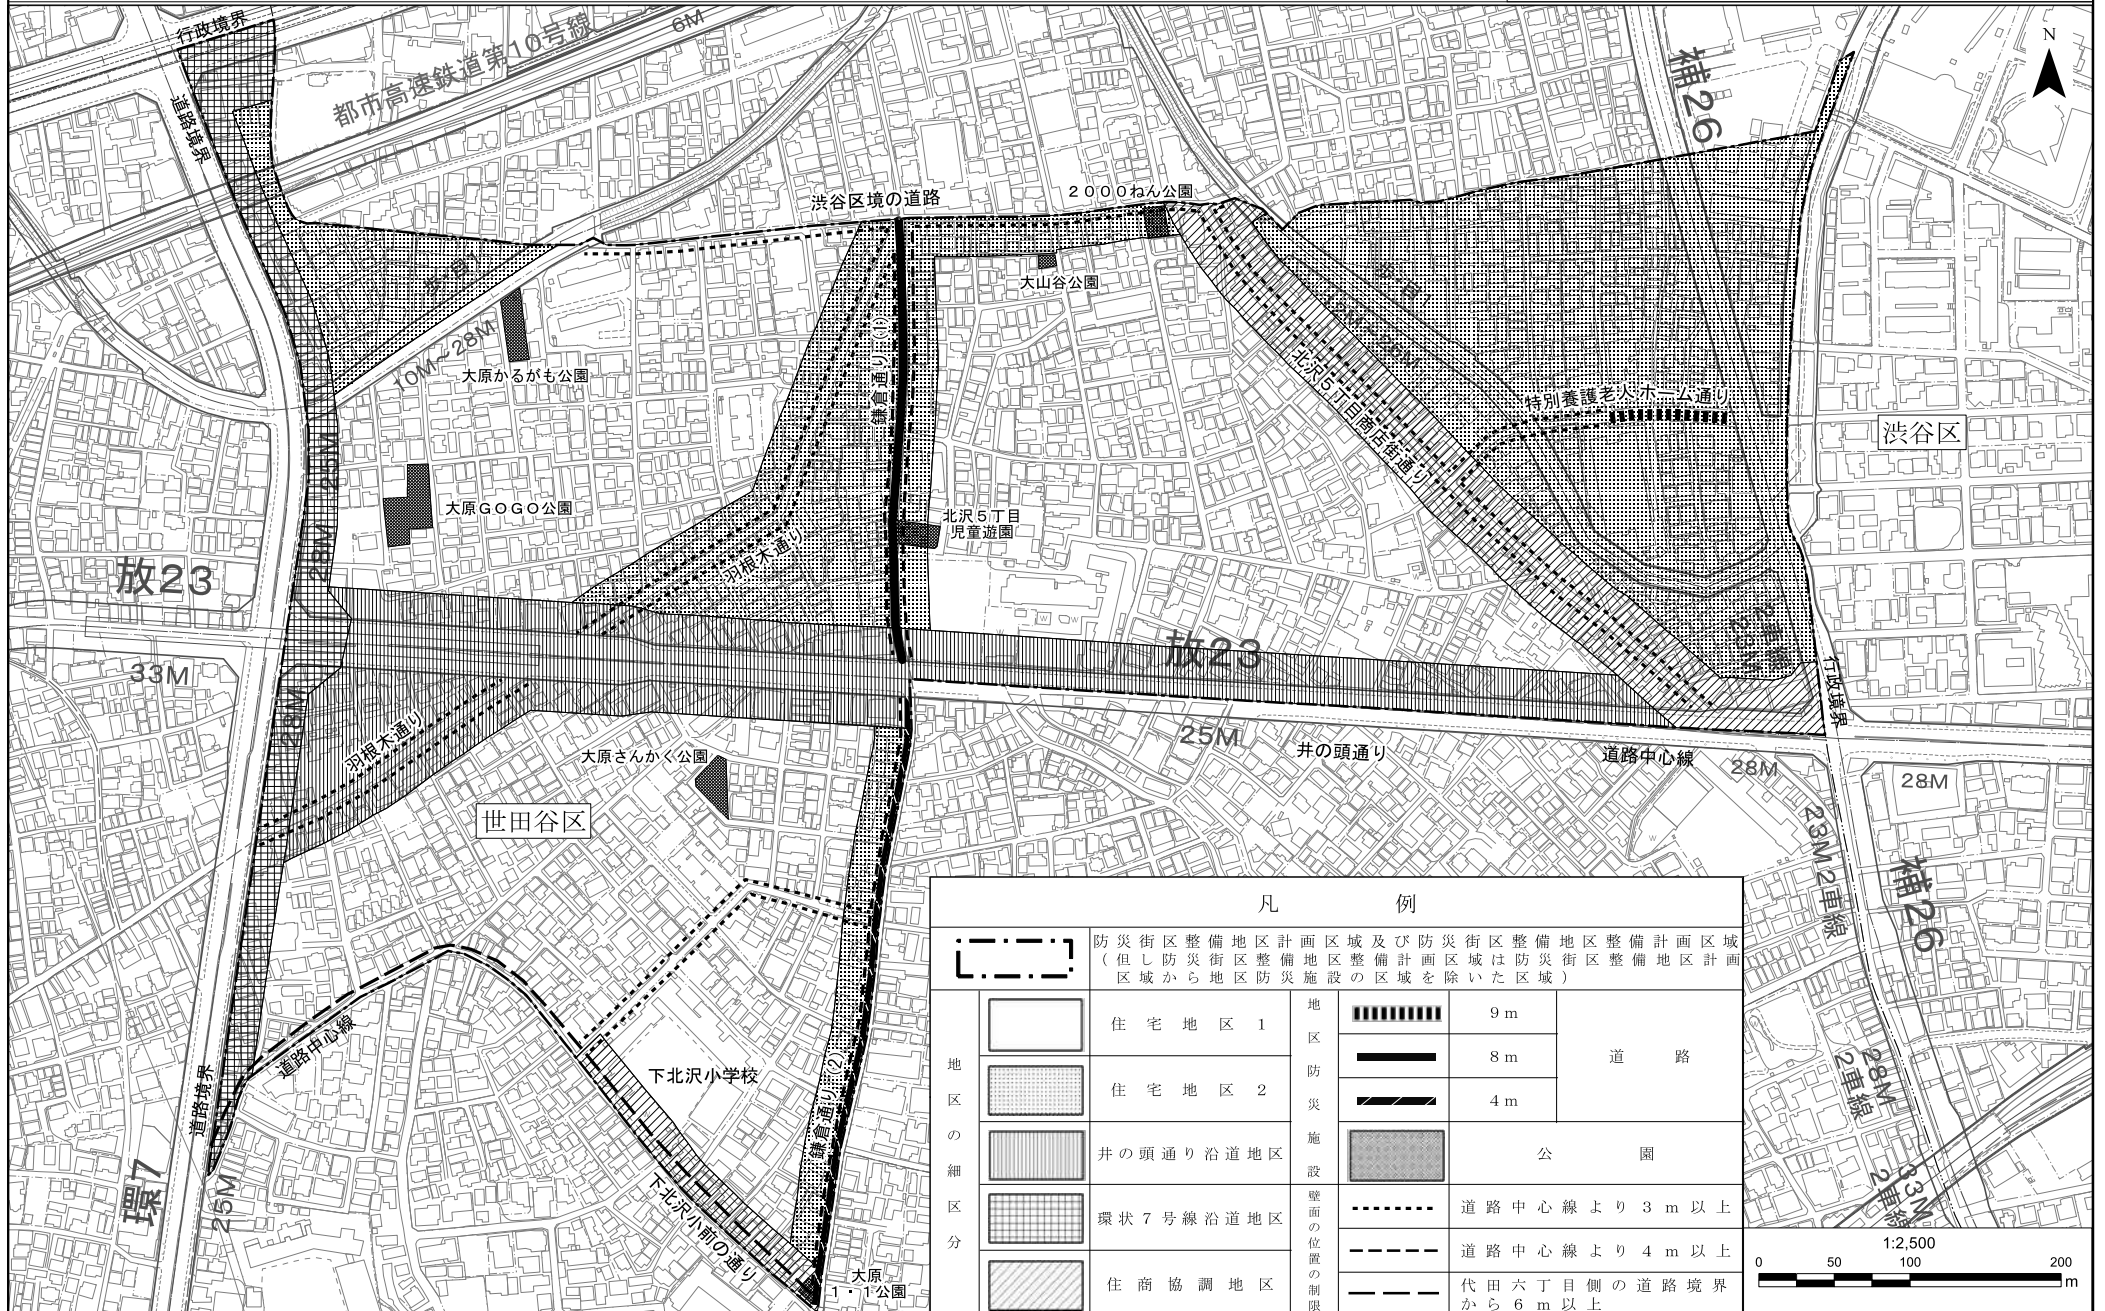 行政境界
都市高速鉄道第10号線
6M
補26
N
道路境界
渋谷区境の道路
2000ねん公園
大山谷公園
歩・自1
10M～28M
大原かるがも公園
鎌倉通り（1）
北沢5丁目商店街通り
特別養護老人ホーム通り
渋谷区
25M
28M
大原GOGO公園
北沢5丁目
児童遊園
羽根木通り
放23
33M
放23
2車線
23M
行政境界
28M
羽根木通り
25M
井の頭通り
道路中心線
28M
28M
大原さんかく公園
世田谷区
23M2車線
補26
道路中心線
道路境界
下北沢小学校
鎌倉通り（2）
下北沢小前の通り
環7
25M
大原
1・1公園
28M
2車線
33M
2車線
凡例
防災街区整備地区計画区域及び防災街区整備地区整備計画区域
（但し防災街区整備地区整備計画区域は防災街区整備地区計画
区域から地区防災施設の区域を除いた区域）
地区の細区分
住宅地区1
住宅地区2
井の頭通り沿道地区
環状7号線沿道地区
住商協調地区
地区防災施設
9m
8m
4m
道路
公園
壁面の位置の制限
道路中心線より3m以上
道路中心線より4m以上
代田六丁目側の道路境界
から6m以上
1:2,500
0 50 100 200
m